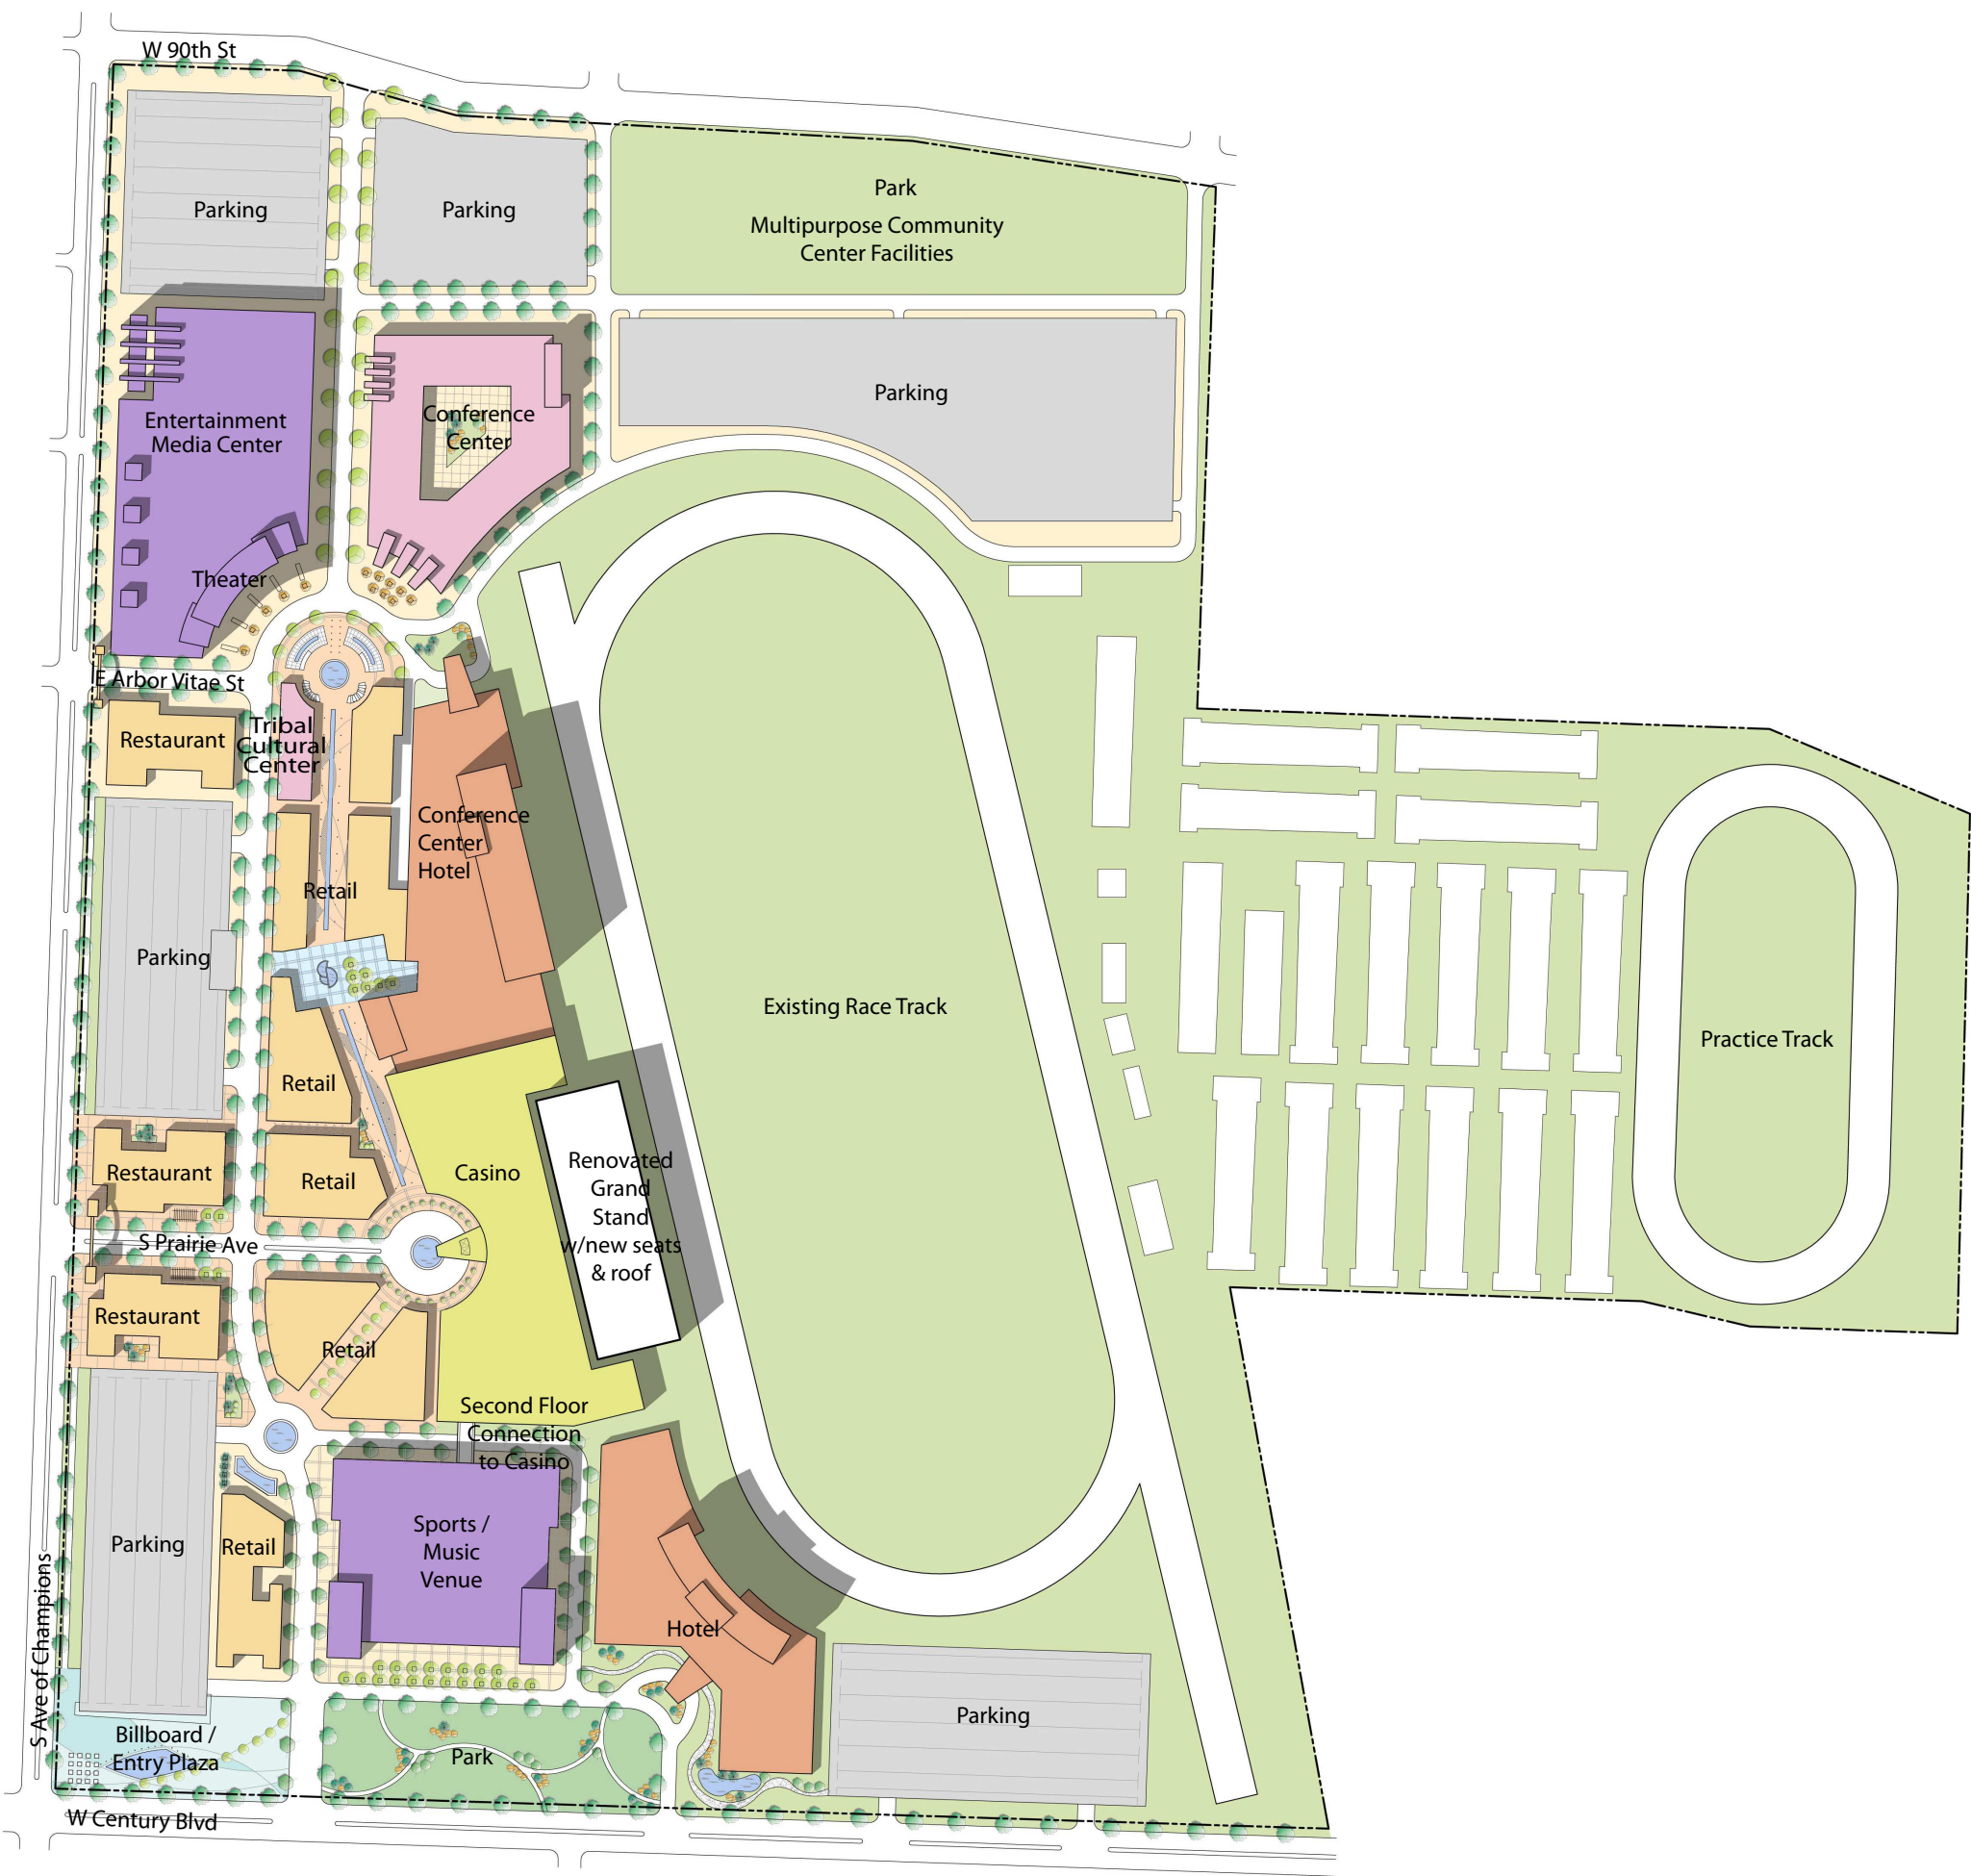 W 90th St
Parking
Parking
Park
Multipurpose Community
Center Facilities
Parking
Entertainment
Media Center
Conference
Center
Theater
E Arbor Vitae St
Restaurant
Tribal
Cultural
Center
Conference
Center
Hotel
Retail
Parking
Existing Race Track
Practice Track
Retail
Restaurant
Retail
Casino
Renovated
Grand
Stand
w/new seats
& roof
S Prairie Ave
Restaurant
Retail
Second Floor
Connection
to Casino
Parking
Retail
Sports /
Music
Venue
Hotel
S Ave of Champions
Parking
Billboard /
Entry Plaza
Park
W Century Blvd